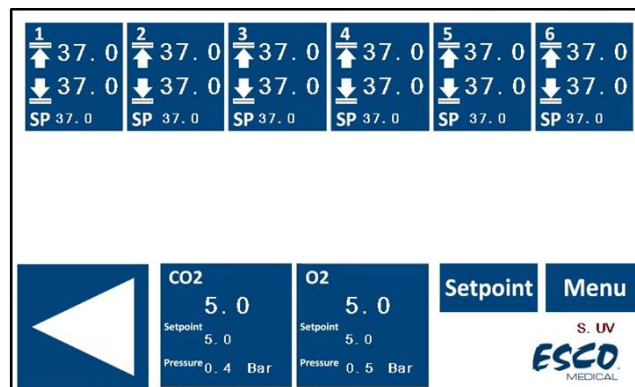 1 2 3 4 5 6
37.0 37.0 37.0 37.0 37.0 37.0
37.0 37.0 37.0 37.0 37.0 37.0
SP 37.0 SP 37.0 SP 37.0 SP 37.0 SP 37.0 SP 37.0
CO2
5.0
Setpoint
5.0
Pressure 0.4 Bar
O2
5.0
Setpoint
5.0
Pressure 0.5 Bar
Setpoint
Menu
S. UV
ESCO
MEDICAL